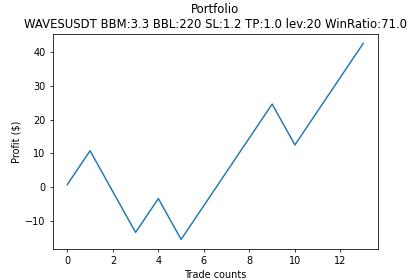 Portfolio
WAVESUSDT BBM:3.3 BBL:220 SL:1.2 TP:1.0 lev:20 WinRatio:71.0
Profit ($)
40
30
20
10
0
−10
0 2 4 6 8 10 12
Trade counts